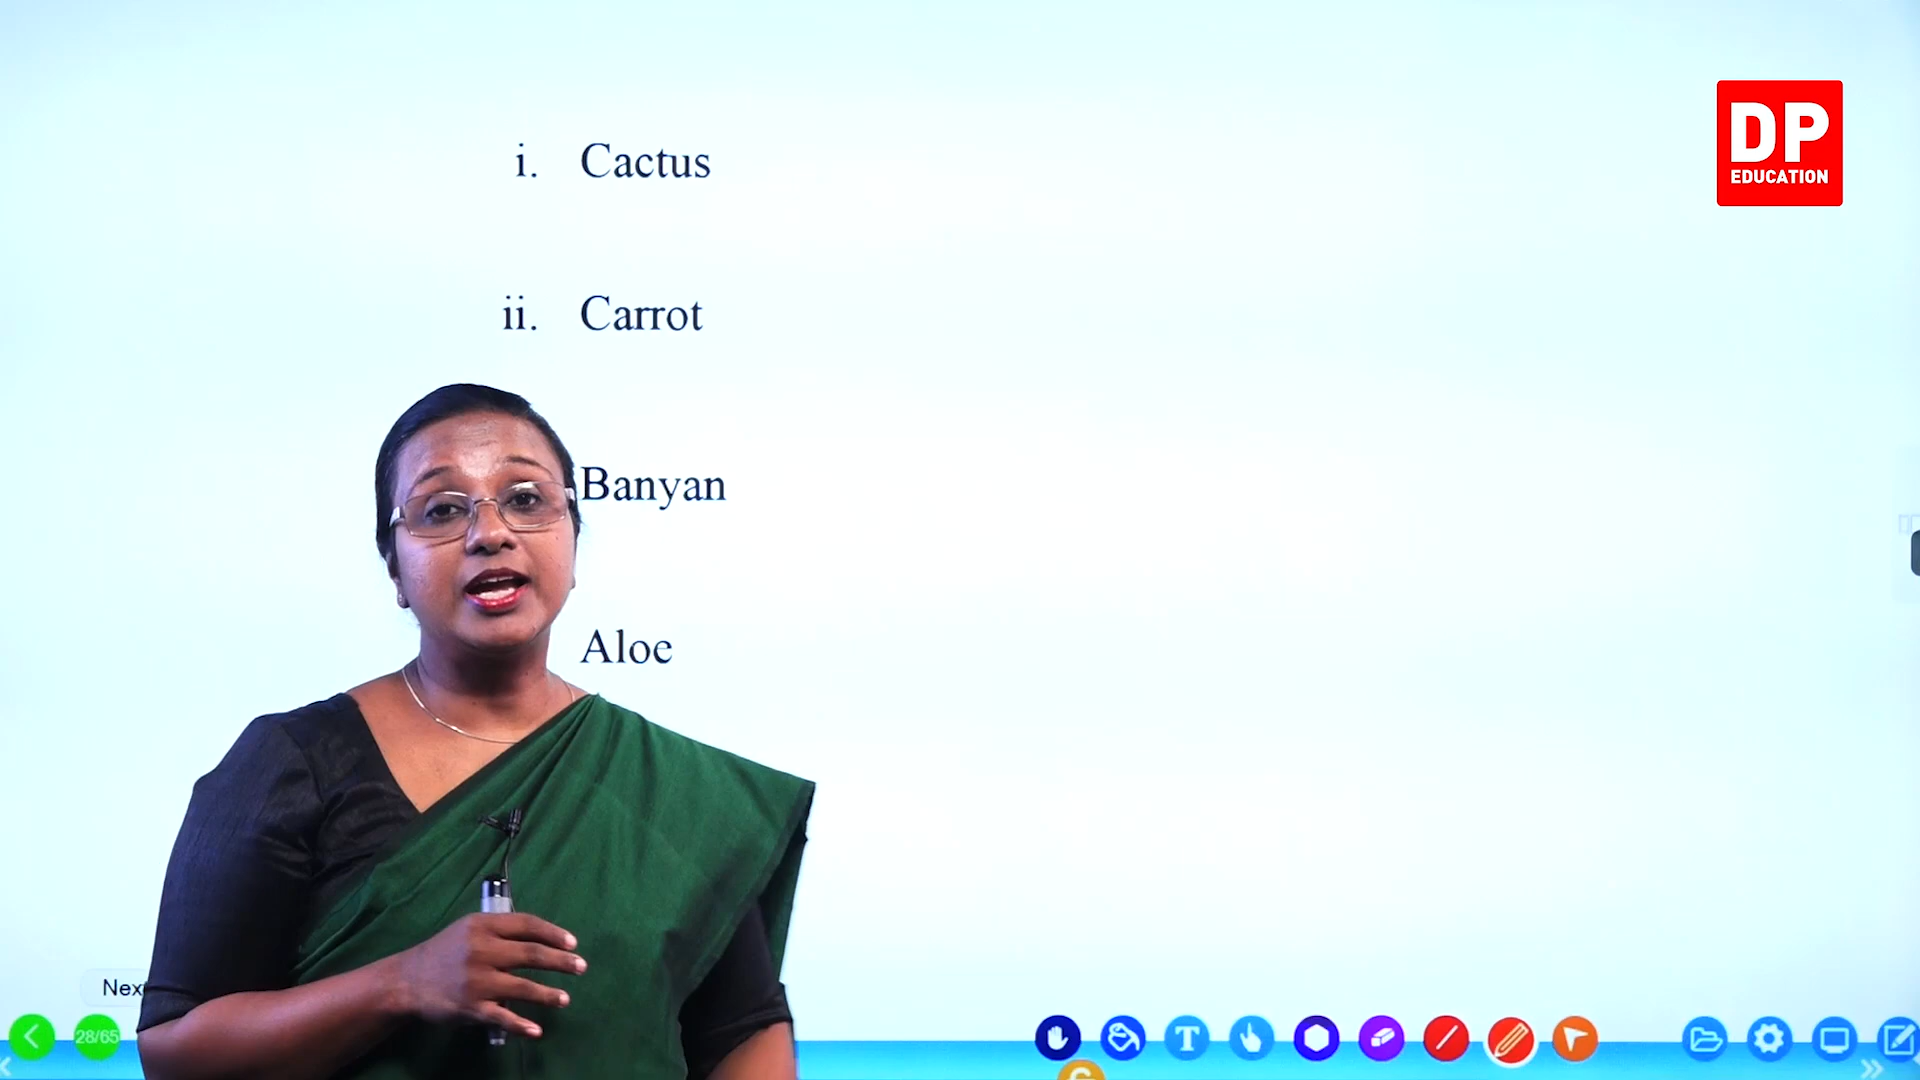 DP
EDUCATION
i. Cactus
ii. Carrot
Banyan
Aloe
Nex
28/65
T